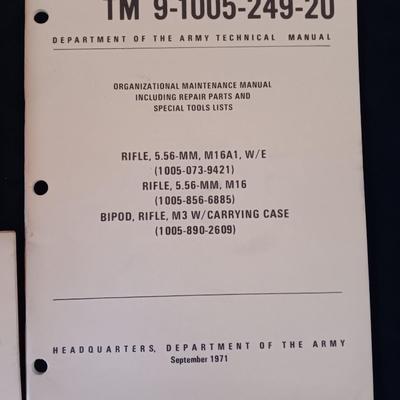 TM 9-1005-249-20
DEPARTMENT OF THE ARMY TECHNICAL MANUAL
ORGANIZATIONAL MAINTENANCE MANUAL
INCLUDING REPAIR PARTS AND
SPECIAL TOOLS LISTS
RIFLE, 5.56-MM, M16A1, W/E
(1005-073-9421)
RIFLE, 5.56-MM, M16
(1005-856-6885)
BIPOD, RIFLE, M3 W/CARRYING CASE
(1005-890-2609)
HEADQUARTERS, DEPARTMENT OF THE ARMY
September 1971